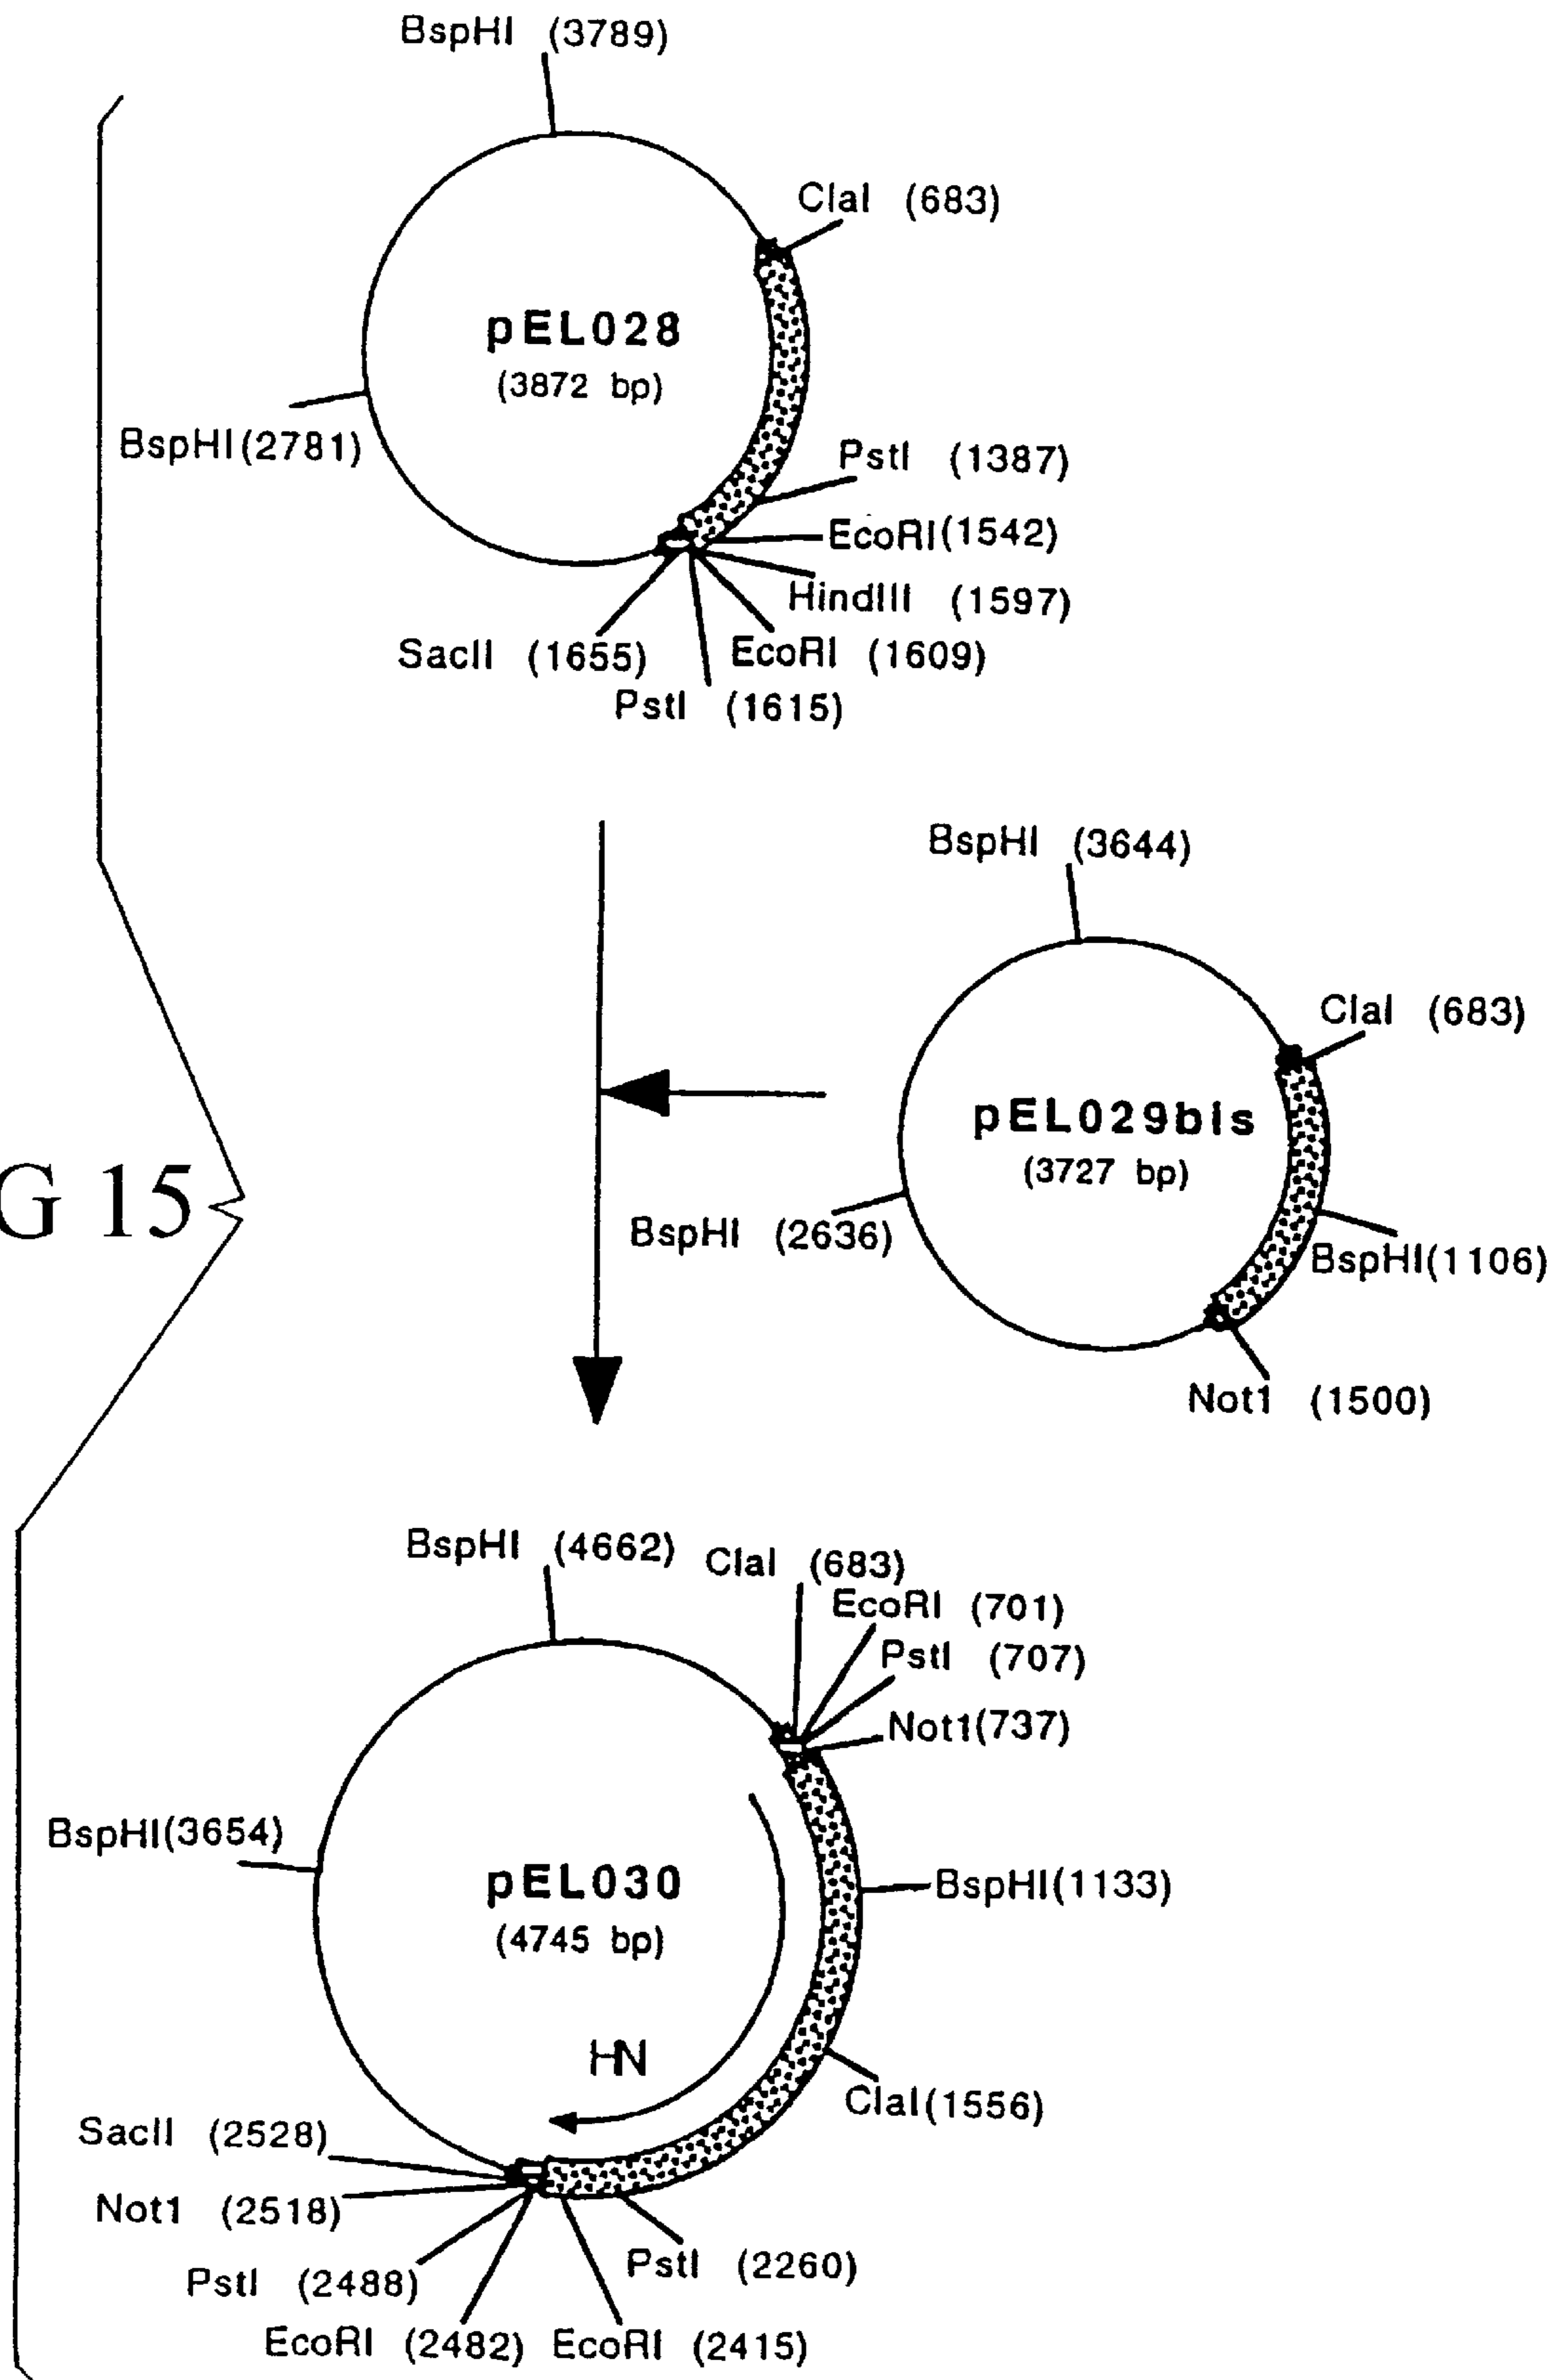 BspHI (3789)
ClaI (683)
pEL028
(3872 bp)
BspHI(2781)
PstI (1387)
EcoRI(1542)
HindIII (1597)
SacII (1655)
EcoRI (1609)
PstI (1615)
BspHI (3644)
ClaI (683)
pEL029bis
(3727 bp)
G 15
BspHI (2636)
BspHI(1106)
Not1 (1500)
BspHI (4662)
ClaI (683)
EcoRI (701)
PstI (707)
Not1(737)
BspHI(3654)
pEL030
(4745 bp)
BspHI(1133)
HN
ClaI(1556)
SacII (2528)
Not1 (2518)
PstI (2260)
PstI (2488)
EcoRI (2482)
EcoRI (2415)